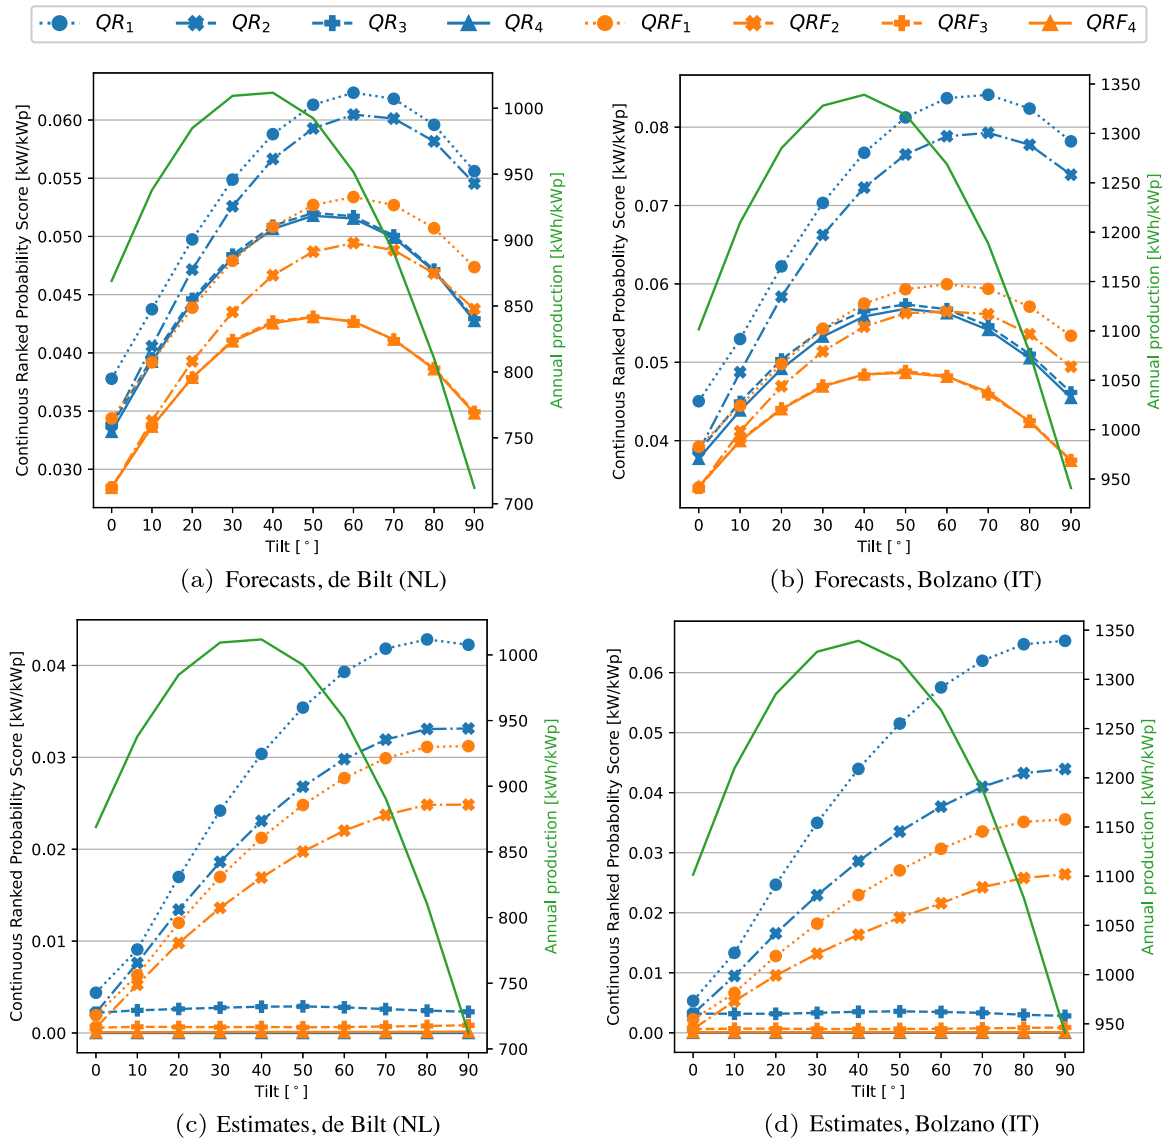 QR1 QR2 QR3 QR4 QRF1 QRF2 QRF3 QRF4
Continuous Ranked Probability Score [kW/kWp]
0.060
0.055
0.050
0.045
0.040
0.035
0.030
0 10 20 30 40 50 60 70 80 90
Tilt [°]
1000
950
900
850
800
750
700
Annual production [kWh/kWp]
(a) Forecasts, de Bilt (NL)
Continuous Ranked Probabolity Score [kW/kWp]
0.08
0.07
0.06
0.05
0.04
0 10 20 30 40 50 60 70 80 90
Tilt [°]
1350
1300
1250
1200
1150
1100
1050
1000
950
Annual production [kWh/kWp]
(b) Forecasts, Bolzano (IT)
Continuous Ranked Probability Score [kW/kWp]
0.04
0.03
0.02
0.01
0.00
0 10 20 30 40 50 60 70 80 90
Tilt [°]
1000
950
900
850
800
750
700
Annual production [kWh/kWp]
(c) Estimates, de Bilt (NL)
Continuous Ranked Probabolity Score [kW/kWp]
0.06
0.05
0.04
0.03
0.02
0.01
0.00
0 10 20 30 40 50 60 70 80 90
Tilt [°]
1350
1300
1250
1200
1150
1100
1050
1000
950
Annual production [kWh/kWp]
(d) Estimates, Bolzano (IT)